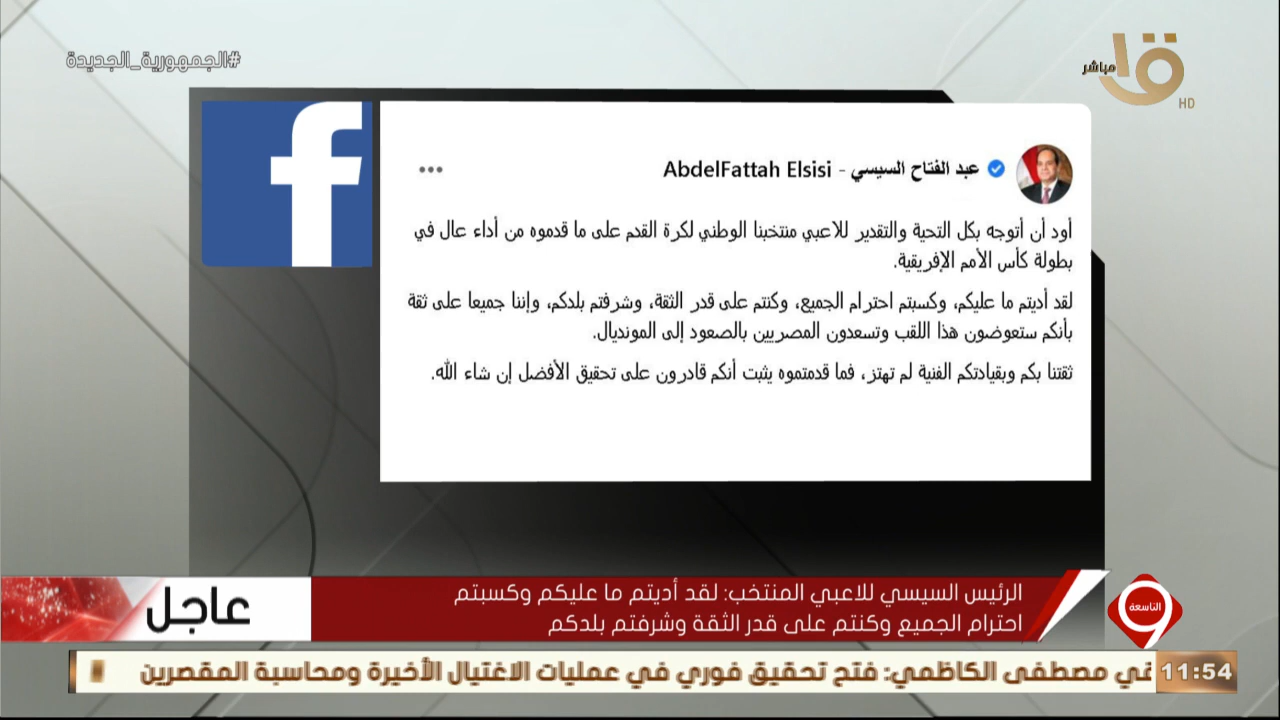 #الجمهورية_الجديدة
مباشر
HD
عبد الفتاح السيسي - AbdelFattah Elsisi
أود أن أتوجه بكل التحية والتقدير للاعبي منتخبنا الوطني لكرة القدم على ما قدموه من أداء عال في
بطولة كأس الأمم الإفريقية.
لقد أديتم ما عليكم، وكسبتم احترام الجميع، وكنتم على قدر الثقة، وشرفتم بلدكم، وإننا جميعا على ثقة
بأنكم ستعوضون هذا اللقب وتسعدون المصريين بالصعود إلى المونديال.
ثقتنا بكم وبقيادتكم الفنية لم تهتز، فما قدمتموه يثبت أنكم قادرون على تحقيق الأفضل إن شاء الله.
عاجل
الرئيس السيسي للاعبي المنتخب: لقد أديتم ما عليكم وكسبتم
احترام الجميع وكنتم على قدر الثقة وشرفتم بلدكم
التاسعة
9
مصطفى الكاظمي: فتح تحقيق فوري في عمليات الاغتيال الأخيرة ومحاسبة المقصرين
11:54